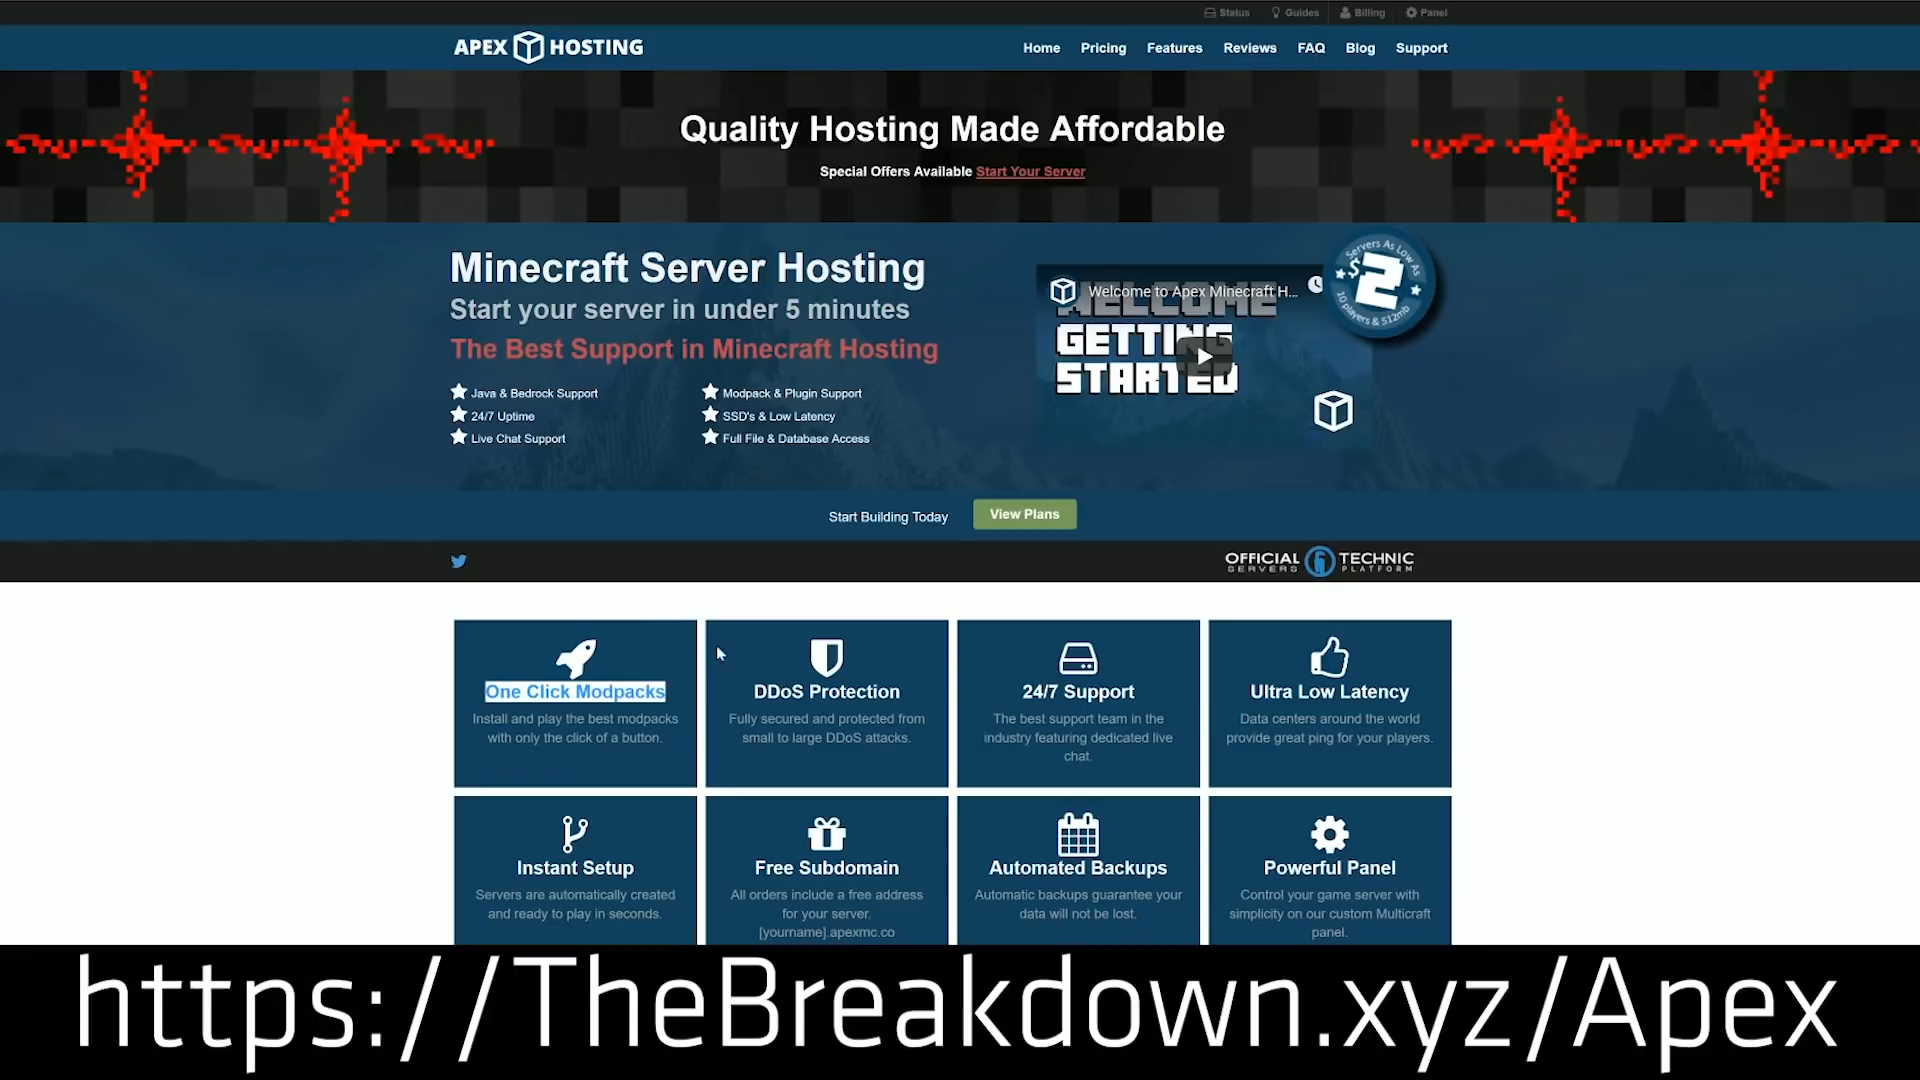 Status Guides Billing Panel
APEX HOSTING
Home Pricing Features Reviews FAQ Blog Support
Quality Hosting Made Affordable
Special Offers Available Start Your Server
Minecraft Server Hosting
Start your server in under 5 minutes
The Best Support in Minecraft Hosting
Java & Bedrock Support
Modpack & Plugin Support
24/7 Uptime
SSD's & Low Latency
Live Chat Support
Full File & Database Access
Welcome to Apex Minecraft H...
WELCOME
GETTING
STARTED
Servers As Low As
$2
10 players & 512mb
Start Building Today
View Plans
OFFICIAL TECHNIC
SERVERS PLATFORM
One Click Modpacks
Install and play the best modpacks
with only the click of a button.
DDoS Protection
Fully secured and protected from
small to large DDoS attacks.
24/7 Support
The best support team in the
industry featuring dedicated live
chat.
Ultra Low Latency
Data centers around the world
provide great ping for your players.
Instant Setup
Servers are automatically created
and ready to play in seconds.
Free Subdomain
All orders include a free address
for your server.
[yourname].apexmc.co
Automated Backups
Automatic backups guarantee your
data will not be lost.
Powerful Panel
Control your game server with
simplicity on our custom Multicraft
panel.
https://TheBreakdown.xyz/Apex